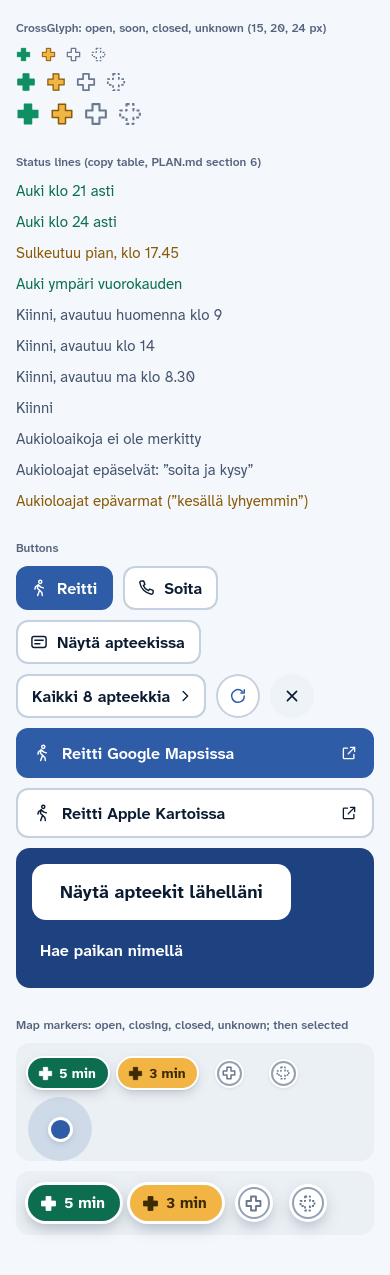 CrossGlyph: open, soon, closed, unknown (15, 20, 24 px)
Status lines (copy table, PLAN.md section 6)
Auki klo 21 asti
Auki klo 24 asti
Sulkeutuu pian, klo 17.45
Auki ympäri vuorokauden
Kiinni, avautuu huomenna klo 9
Kiinni, avautuu klo 14
Kiinni, avautuu ma klo 8.30
Kiinni
Aukioloaikoja ei ole merkitty
Aukioloajat epäselvät: ”soita ja kysy”
Aukioloajat epävarmat (”kesällä lyhyemmin”)
Buttons
Reitti Soita
Näytä apteekissa
Kaikki 8 apteekkia
Reitti Google Mapsissa
Reitti Apple Kartoissa
Näytä apteekit lähelläni
Hae paikan nimellä
Map markers: open, closing, closed, unknown; then selected
5 min 3 min
5 min 3 min